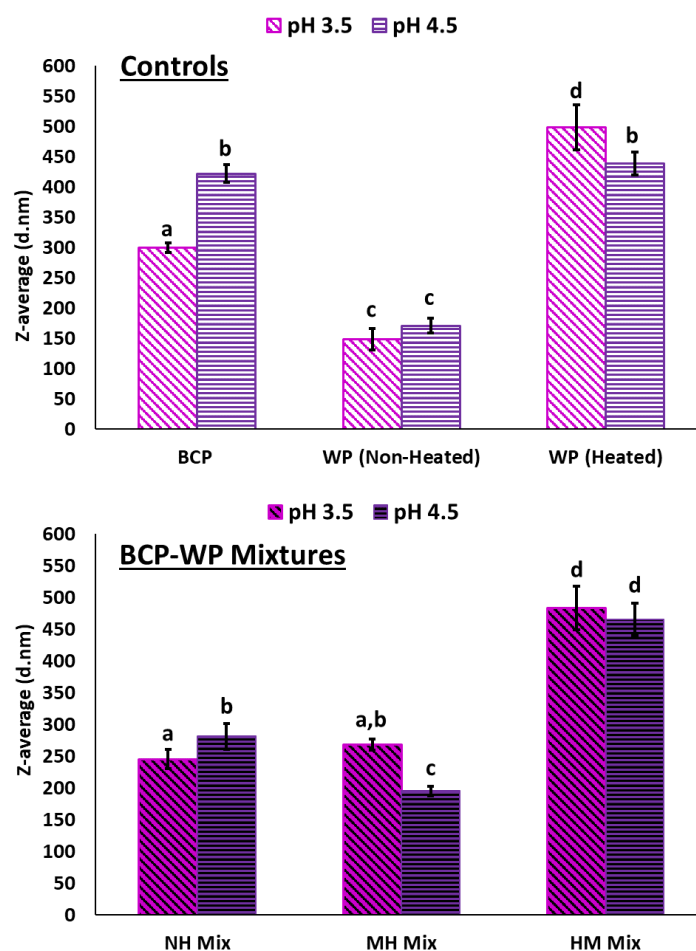 pH 3.5 pH 4.5
Controls
600
550
500
450
400
350
300
250
200
150
100
50
0
Z-average (d.nm)
a b c c d b
BCP WP (Non-Heated) WP (Heated)
pH 3.5 pH 4.5
BCP-WP Mixtures
600
550
500
450
400
350
300
250
200
150
100
50
0
Z-average (d.nm)
a b a,b c d d
NH Mix MH Mix HM Mix